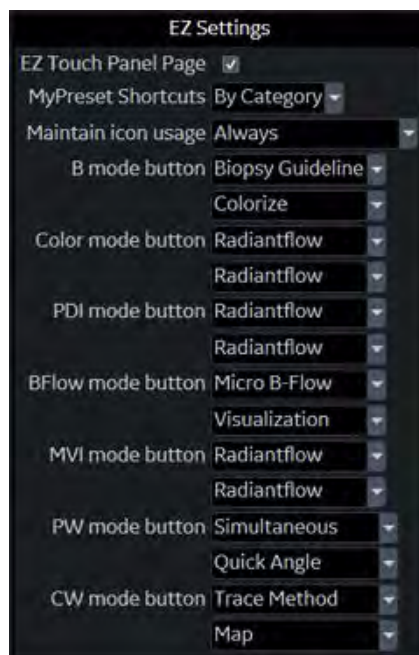 EZ Settings
EZ Touch Panel Page
MyPreset Shortcuts By Category
Maintain icon usage Always
B mode button Biopsy Guideline
Colorize
Color mode button Radiantflow
Radiantflow
PDI mode button Radiantflow
Radiantflow
BFlow mode button Micro B-Flow
Visualization
MVI mode button Radiantflow
Radiantflow
PW mode button Simultaneous
Quick Angle
CW mode button Trace Method
Map